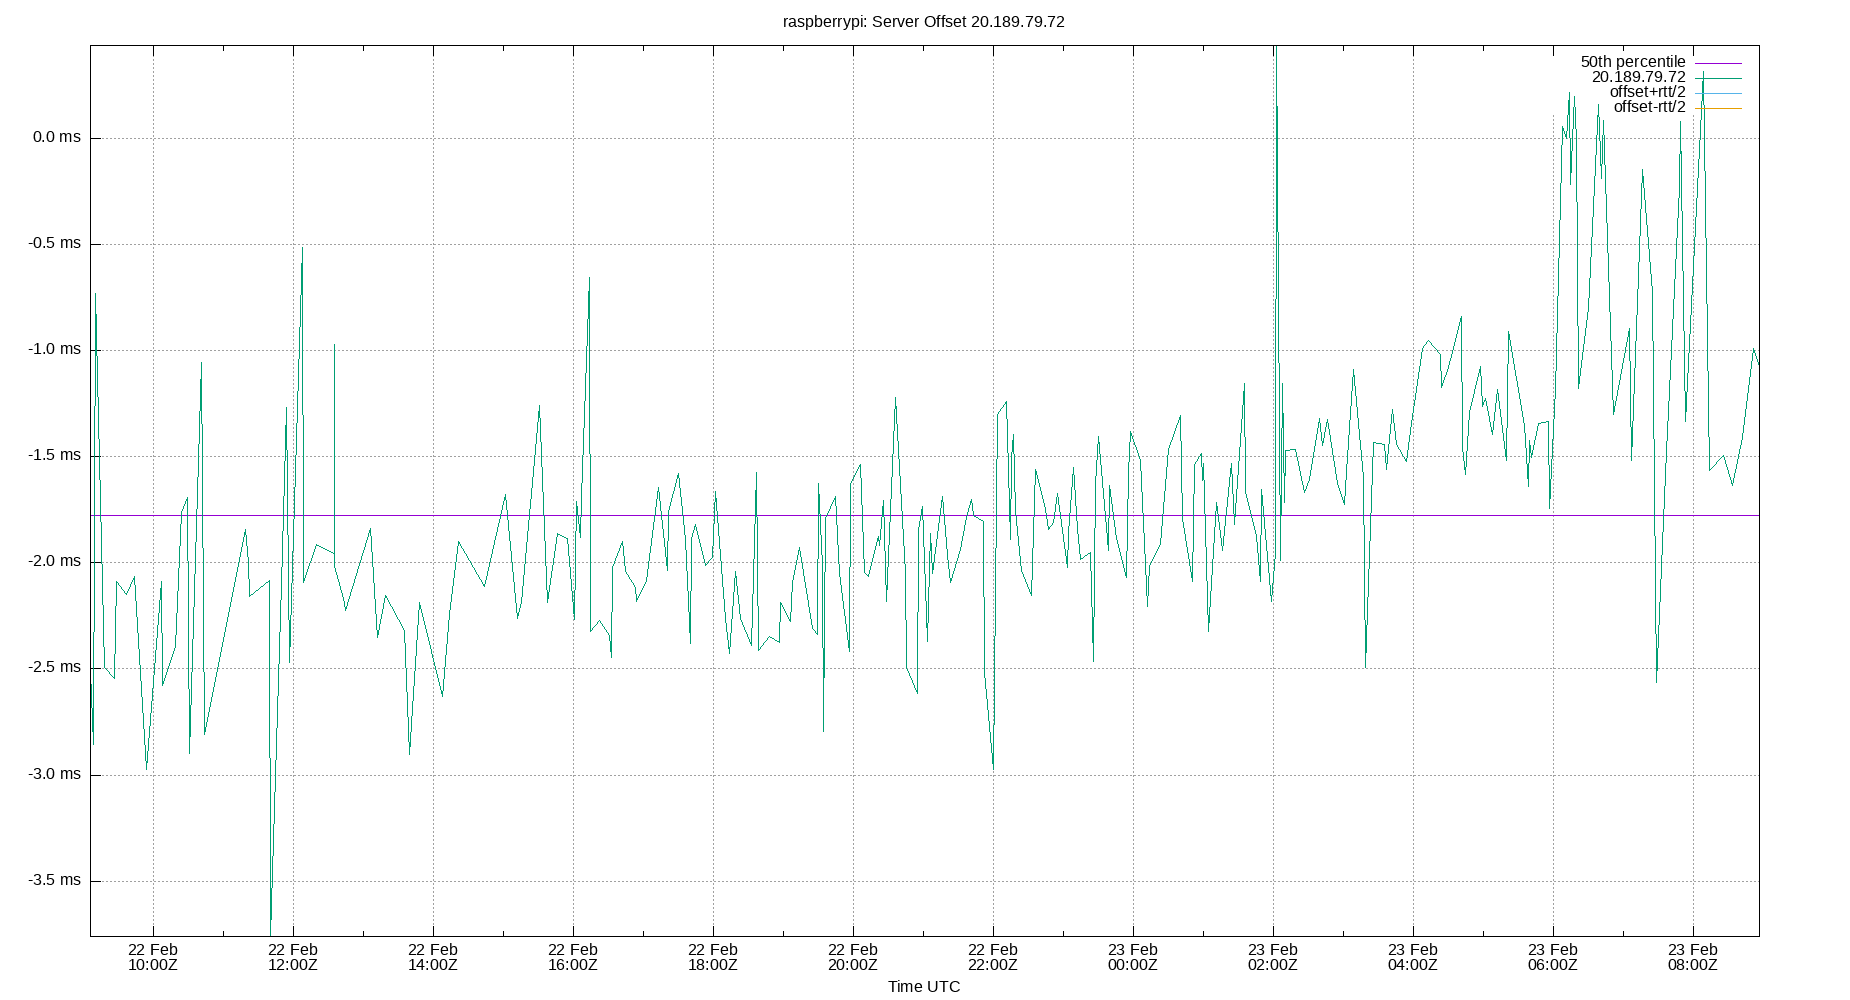 raspberrypi: Server Offset 20.189.79.72
50th percentile
20.189.79.72
offset+rtt/2
offset-rtt/2
0.0 ms
-0.5 ms
-1.0 ms
-1.5 ms
-2.0 ms
-2.5 ms
-3.0 ms
-3.5 ms
22 Feb 22 Feb 22 Feb 22 Feb 22 Feb 22 Feb 22 Feb 23 Feb 23 Feb 23 Feb 23 Feb 23 Feb
10:00Z 12:00Z 14:00Z 16:00Z 18:00Z 20:00Z 22:00Z 00:00Z 02:00Z 04:00Z 06:00Z 08:00Z
Time UTC